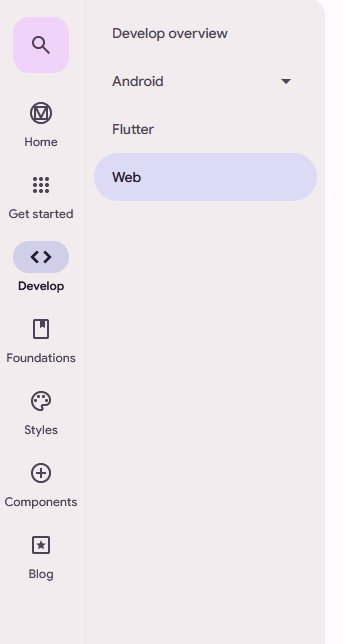 Home
Get started
Develop
Foundations
Styles
Components
Blog
Develop overview
Android
Flutter
Web